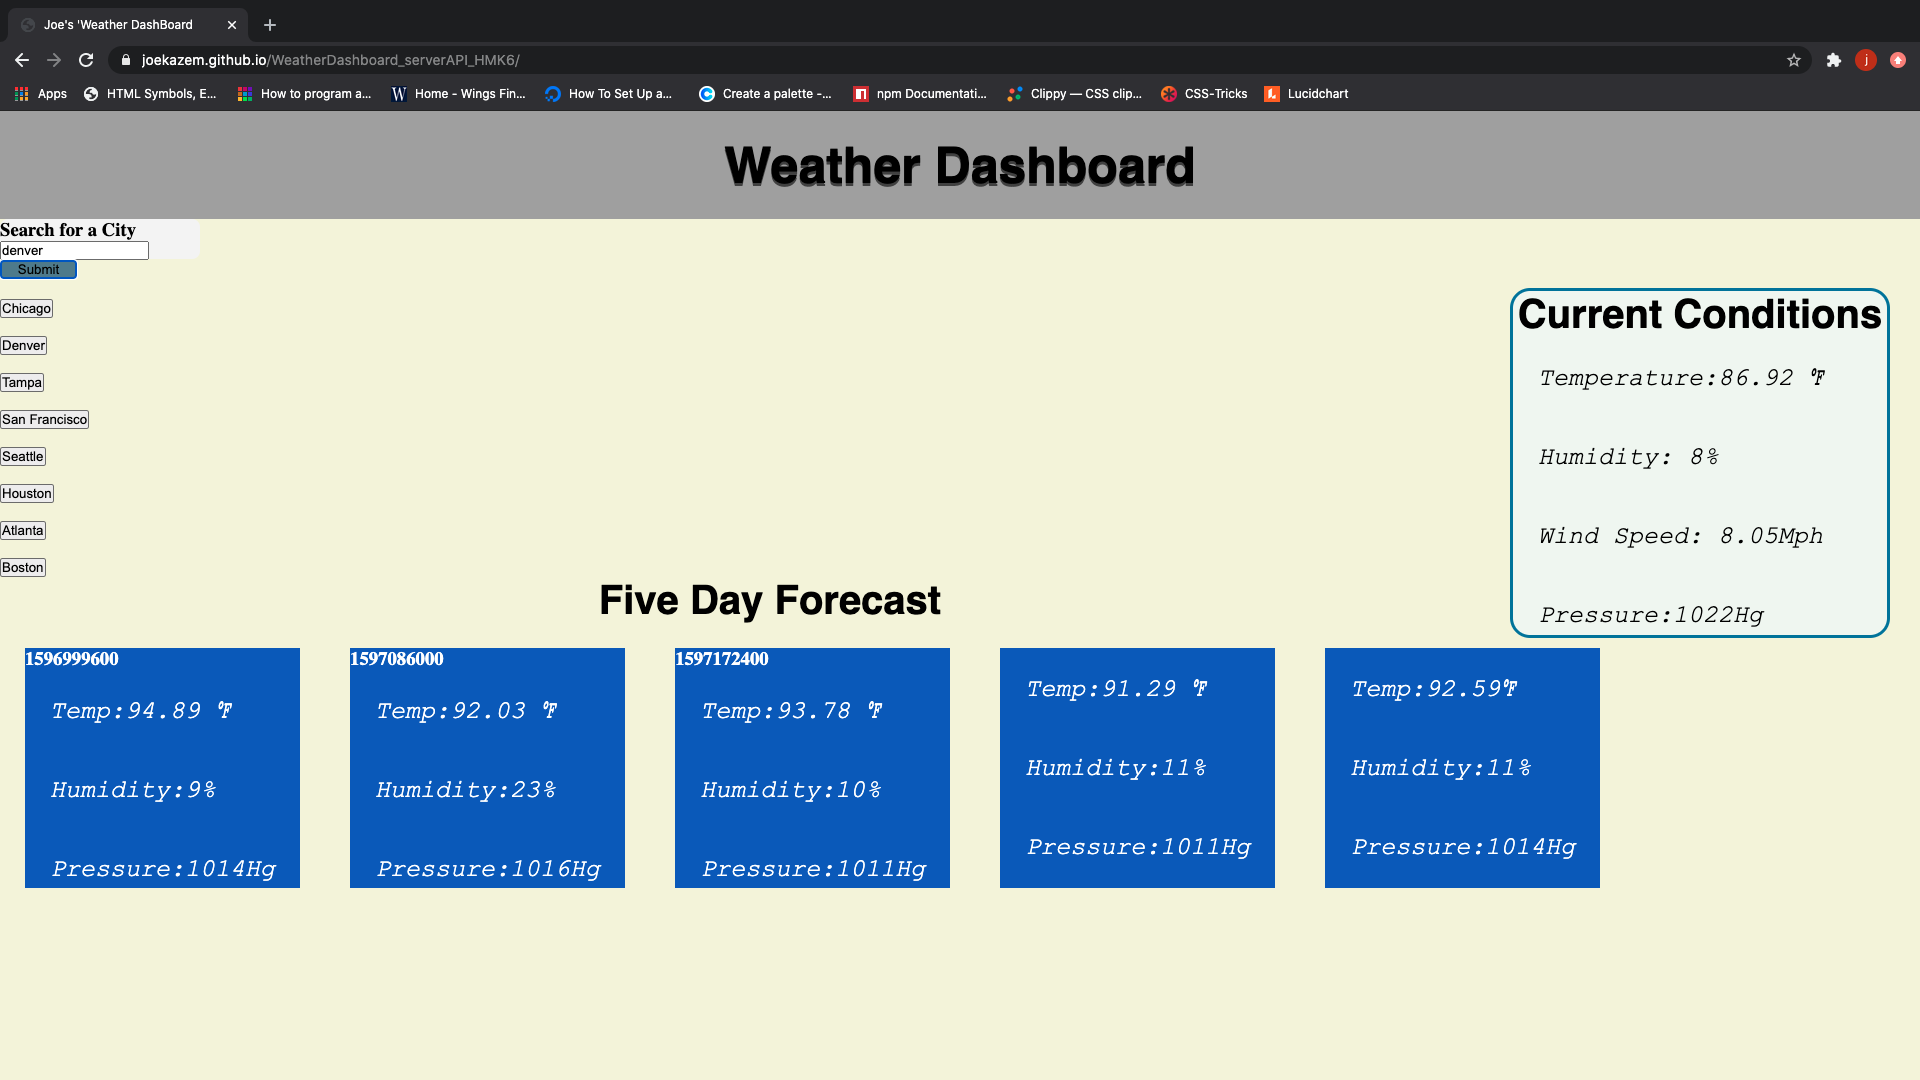 Joe's 'Weather DashBoard
joekazem.github.io/WeatherDashboard_serverAPI_HMK6/
j
Apps HTML Symbols, E... How to program a... W Home - Wings Fin... How To Set Up a... Create a palette -... npm Documentati... Clippy — CSS clip... CSS-Tricks Lucidchart
Weather Dashboard
Search for a City
denver
Submit
Chicago
Denver
Tampa
San Francisco
Seattle
Houston
Atlanta
Boston
Current Conditions
Temperature:86.92 ℉
Humidity: 8%
Wind Speed: 8.05Mph
Pressure:1022Hg
Five Day Forecast
1596999600
Temp:94.89 ℉
Humidity:9%
Pressure:1014Hg
1597086000
Temp:92.03 ℉
Humidity:23%
Pressure:1016Hg
1597172400
Temp:93.78 ℉
Humidity:10%
Pressure:1011Hg
Temp:91.29 ℉
Humidity:11%
Pressure:1011Hg
Temp:92.59℉
Humidity:11%
Pressure:1014Hg